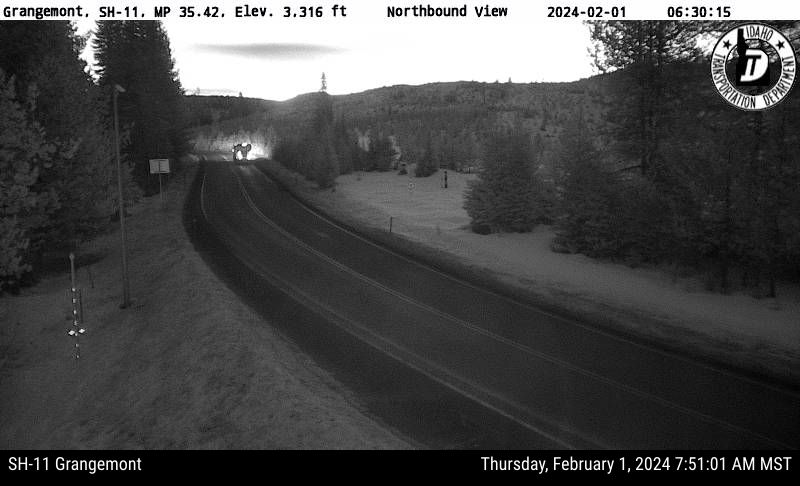 Grangemont, SH-11, MP 35.42, Elev. 3,316 ft Northbound View 2024-02-01 06:30:15
IDAHO
TRANSPORTATION DEPARTMENT
SH-11 Grangemont Thursday, February 1, 2024 7:51:01 AM MST